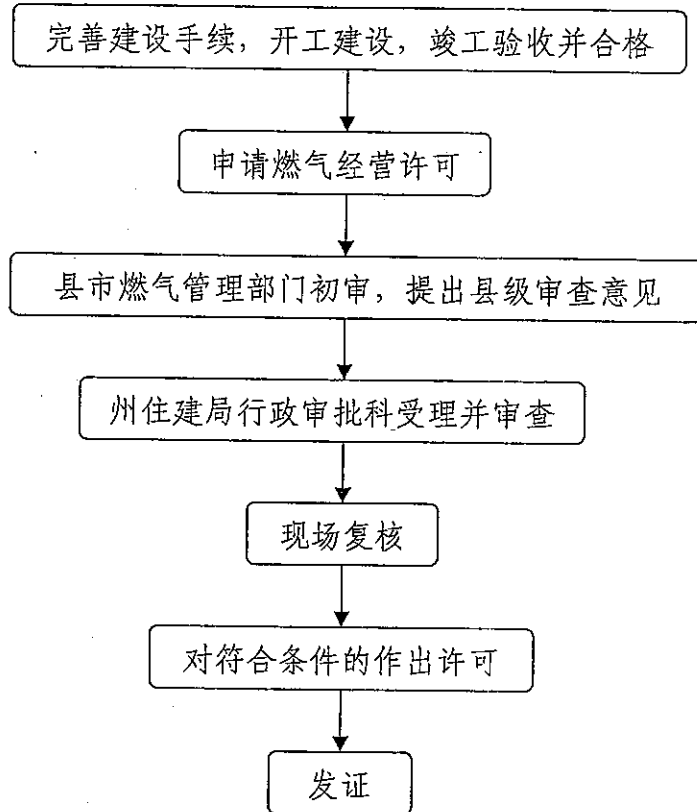 完善建设手续，开工建设，竣工验收并合格
申请燃气经营许可
县市燃气管理部门初审，提出县级审查意见
州住建局行政审批科受理并审查
现场复核
对符合条件的作出许可
发证